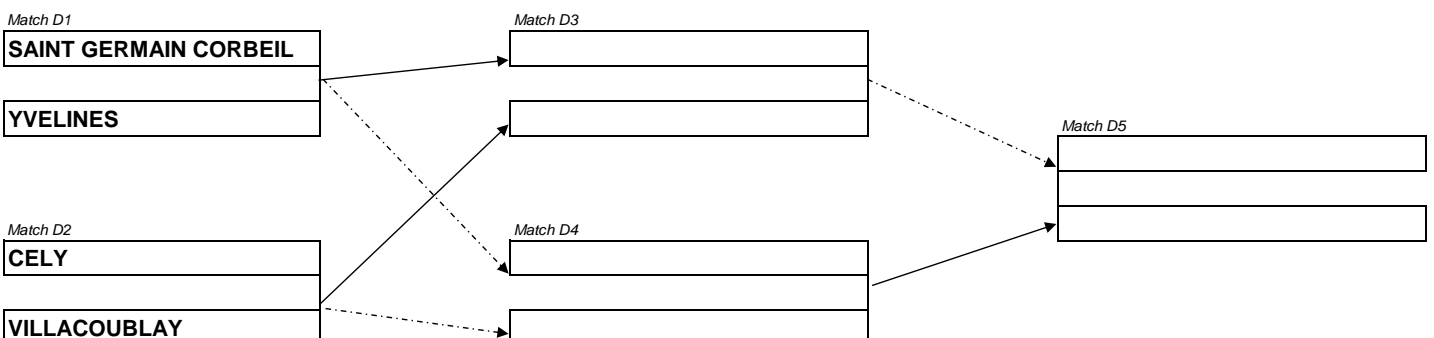 Match D1
Match D3
SAINT GERMAIN CORBEIL
YVELINES
Match D5
Match D2
Match D4
CELY
VILLACOUBLAY